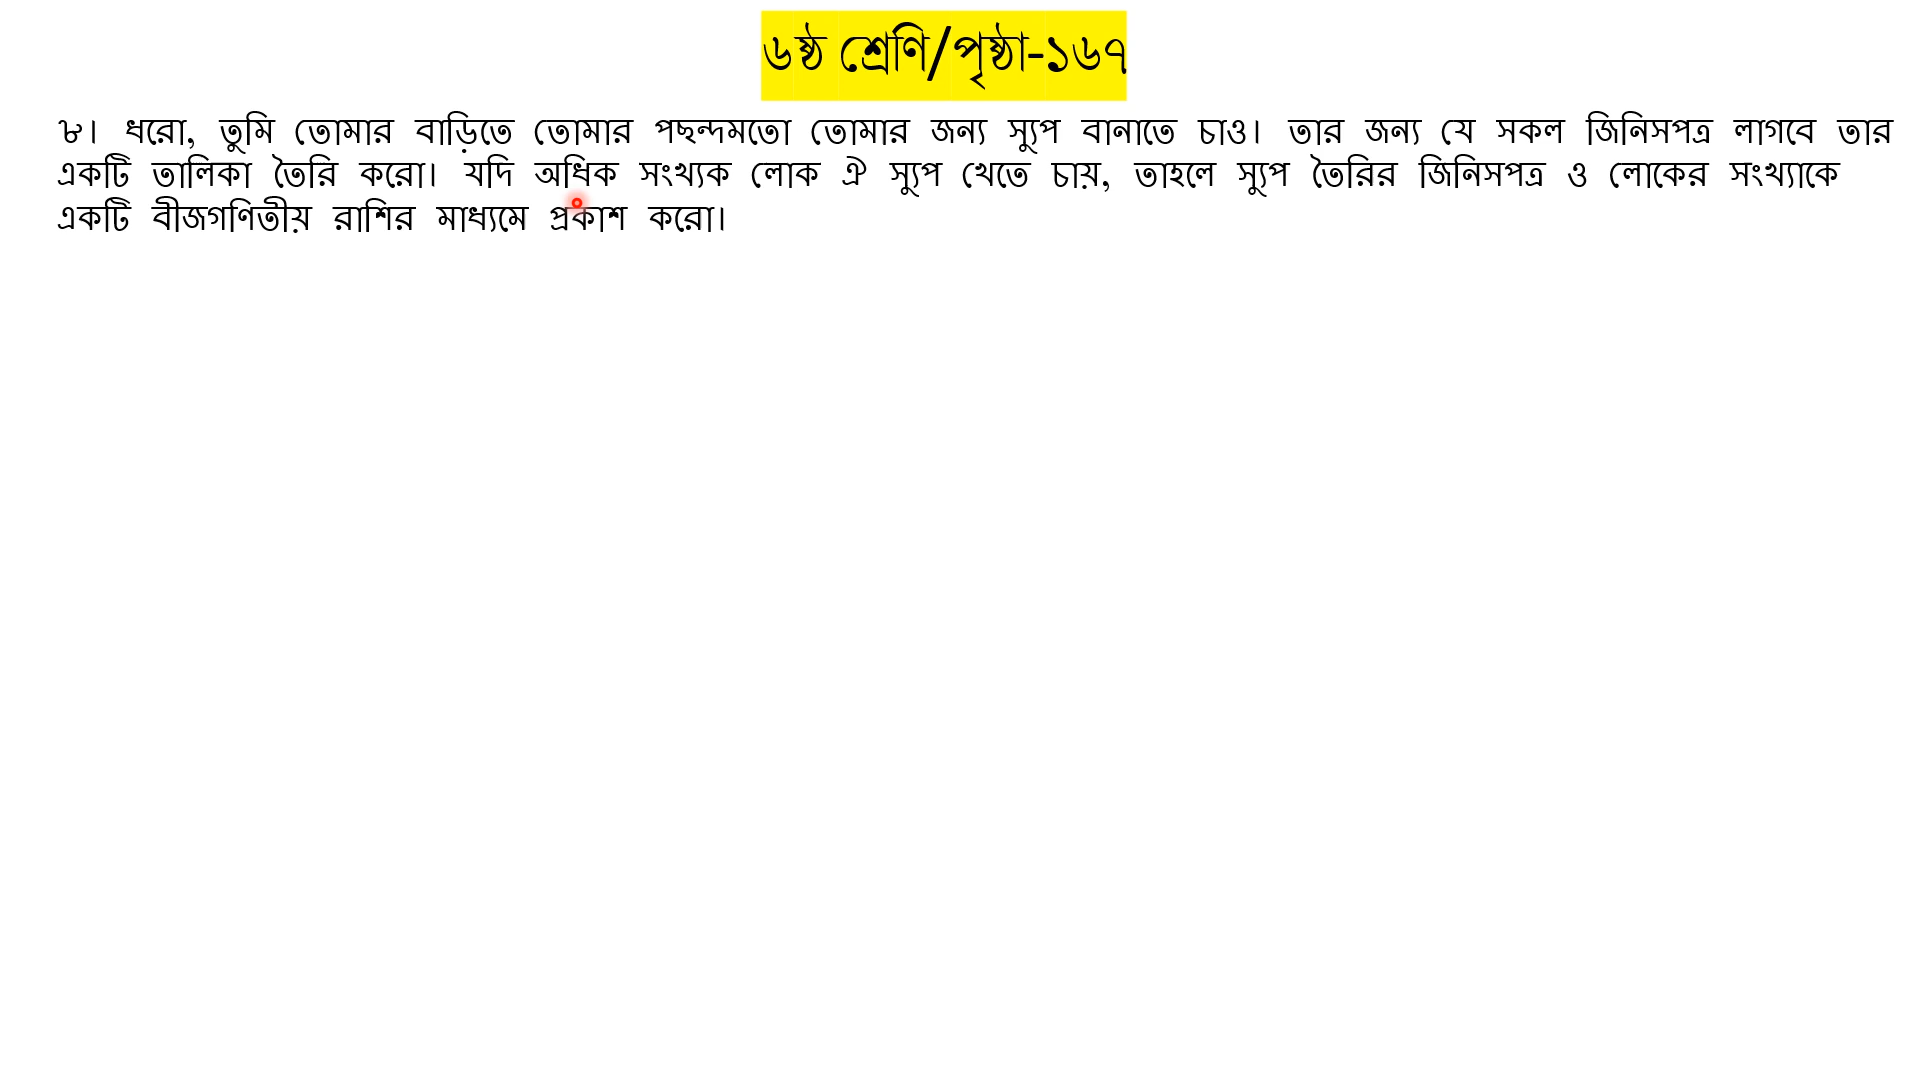 ৬ষ্ঠ শ্রেণি/পৃষ্ঠা-১৬৭
৮। ধরো, তুমি তোমার বাড়িতে তোমার পছন্দমতো তোমার জন্য স্যুপ বানাতে চাও। তার জন্য যে সকল জিনিসপত্র লাগবে তার
একটি তালিকা তৈরি করো। যদি অধিক সংখ্যক লোক ঐ স্যুপ খেতে চায়, তাহলে স্যুপ তৈরির জিনিসপত্র ও লোকের সংখ্যাকে
একটি বীজগণিতীয় রাশির মাধ্যমে প্রকাশ করো।